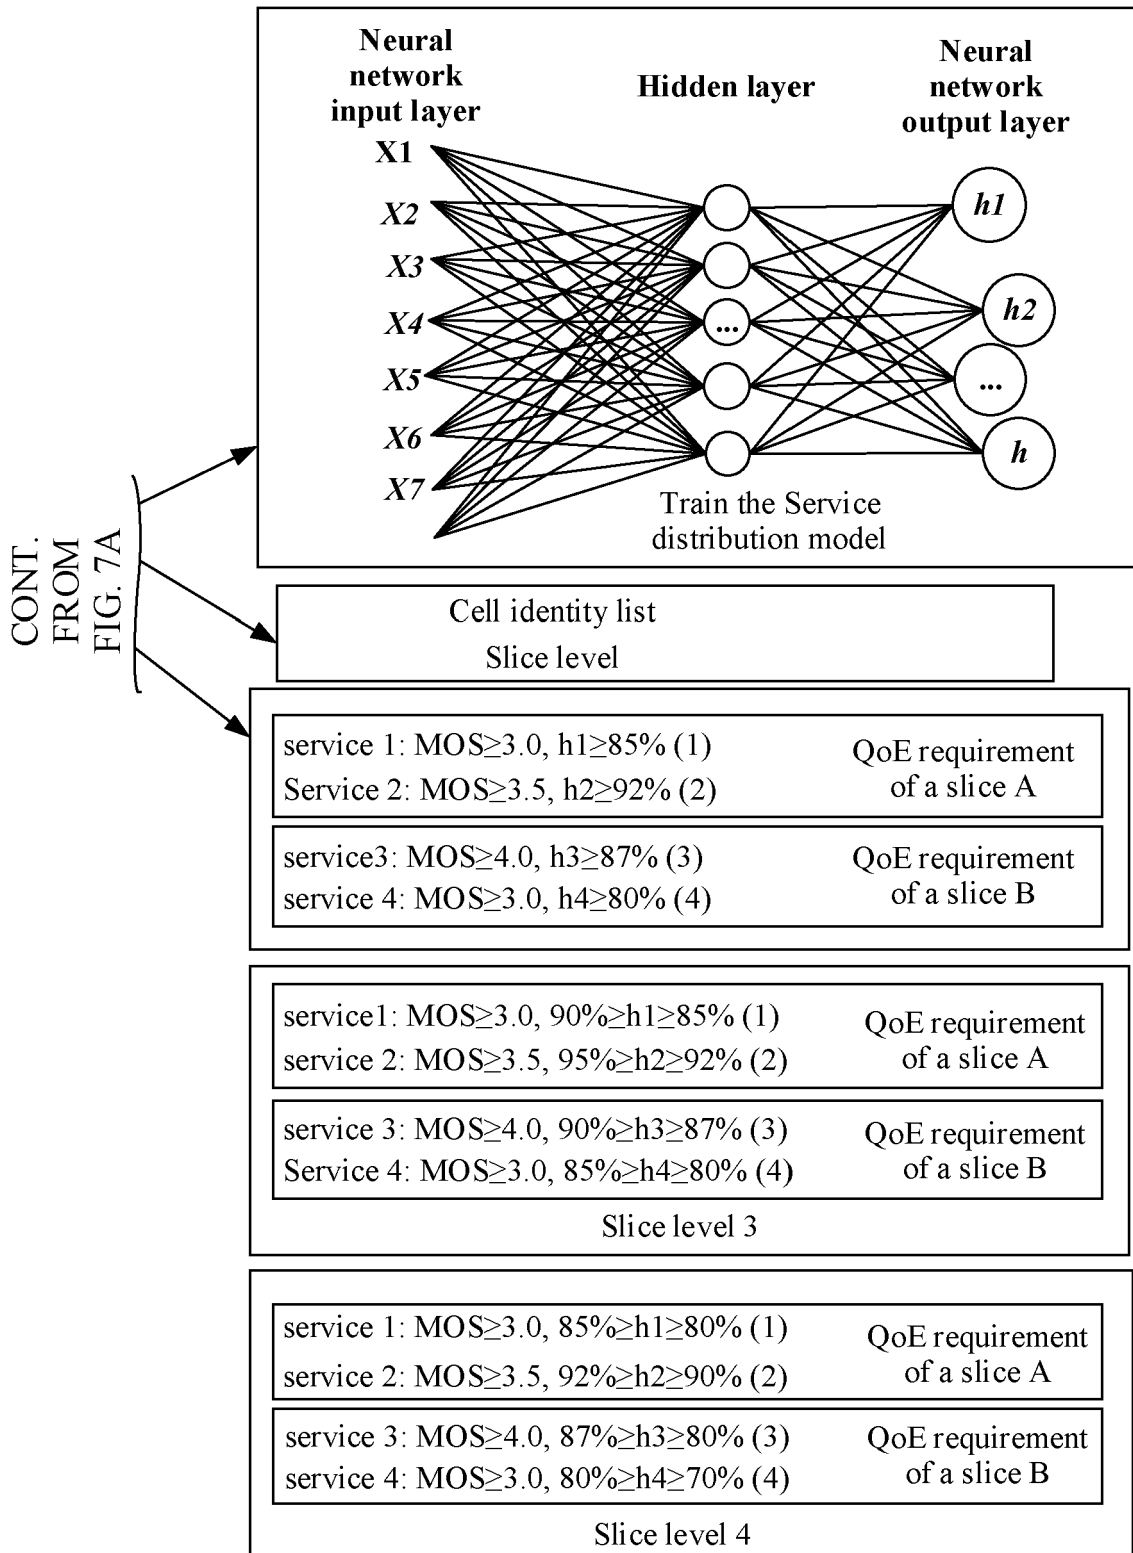 Neural
network
input layer
Hidden layer
Neural
network
output layer
X1
X2
X3
X4
X5
X6
X7
h1
h2
...
...
h
Train the Service
distribution model
CONT.
FROM
FIG. 7A
Cell identity list
Slice level
service 1: MOS≥3.0, h1≥85% (1)
Service 2: MOS≥3.5, h2≥92% (2)
QoE requirement
of a slice A
service3: MOS≥4.0, h3≥87% (3)
service 4: MOS≥3.0, h4≥80% (4)
QoE requirement
of a slice B
service1: MOS≥3.0, 90%≥h1≥85% (1)
service 2: MOS≥3.5, 95%≥h2≥92% (2)
QoE requirement
of a slice A
service 3: MOS≥4.0, 90%≥h3≥87% (3)
Service 4: MOS≥3.0, 85%≥h4≥80% (4)
QoE requirement
of a slice B
Slice level 3
service 1: MOS≥3.0, 85%≥h1≥80% (1)
service 2: MOS≥3.5, 92%≥h2≥90% (2)
QoE requirement
of a slice A
service 3: MOS≥4.0, 87%≥h3≥80% (3)
service 4: MOS≥3.0, 80%≥h4≥70% (4)
QoE requirement
of a slice B
Slice level 4